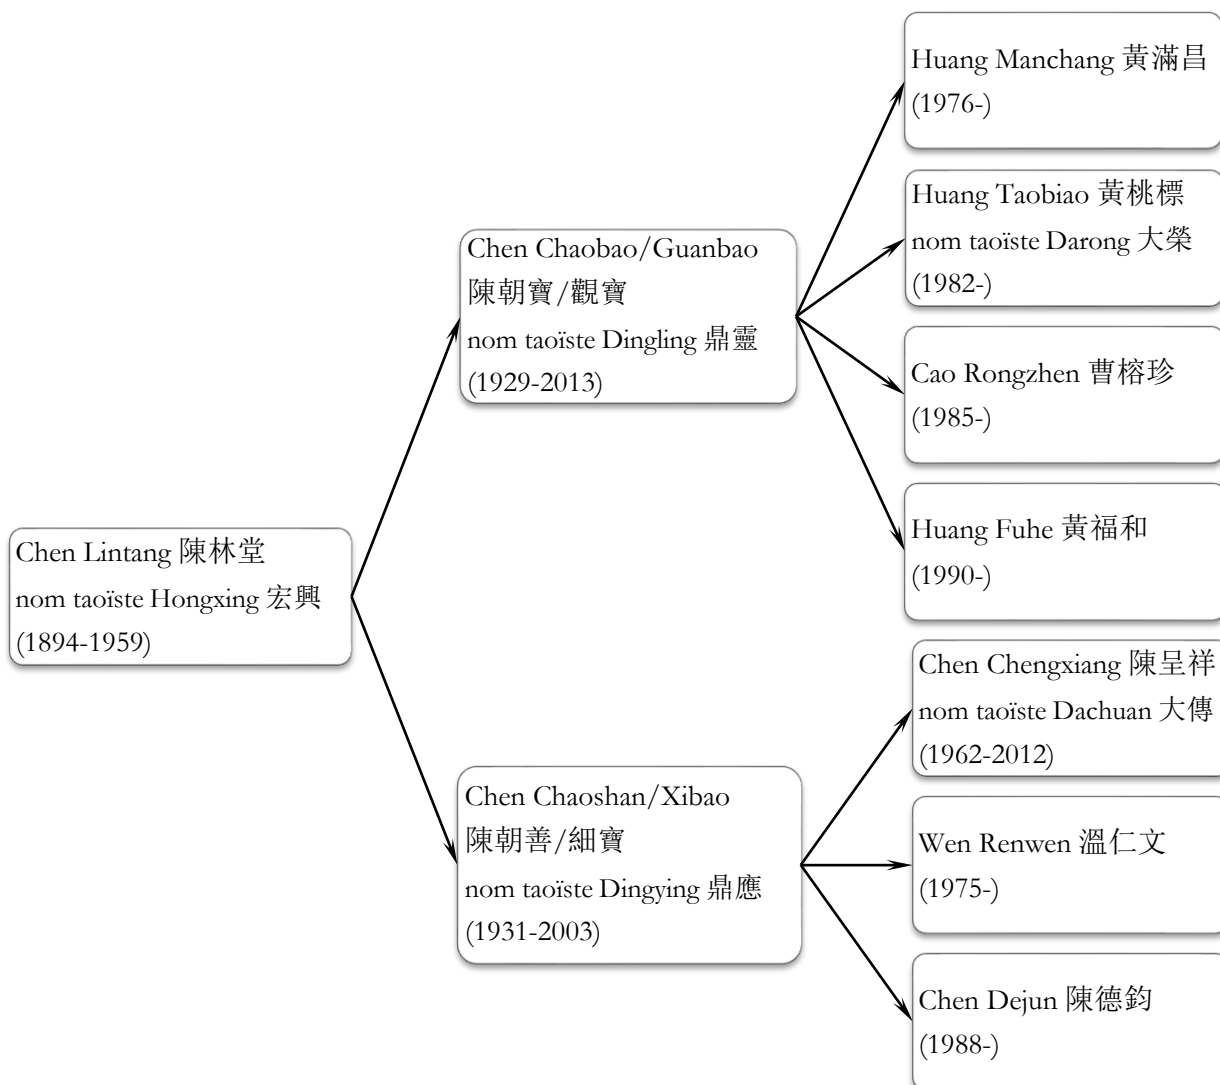 Chen Lintang 陳林堂
nom taoïste Hongxing 宏興
(1894-1959)
Chen Chaobao/Guanbao
陳朝寶/觀寶
nom taoïste Dingling 鼎靈
(1929-2013)
Chen Chaoshan/Xibao
陳朝善/細寶
nom taoïste Dingying 鼎應
(1931-2003)
Huang Manchang 黃滿昌
(1976-)
Huang Taobiao 黃桃標
nom taoïste Darong 大榮
(1982-)
Cao Rongzhen 曹榕珍
(1985-)
Huang Fuhe 黃福和
(1990-)
Chen Chengxiang 陳呈祥
nom taoïste Dachuan 大傳
(1962-2012)
Wen Renwen 溫仁文
(1975-)
Chen Dejun 陳德鈞
(1988-)